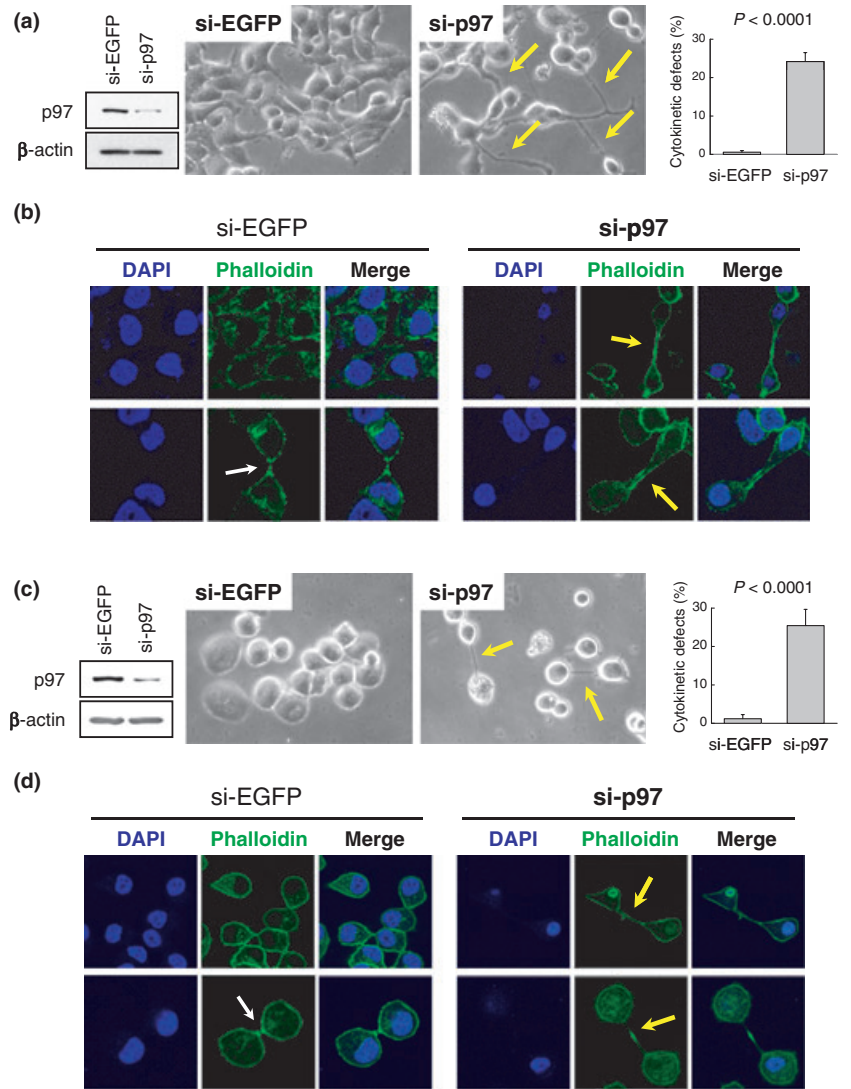 (a)
si-EGFP
si-p97
p97
β-actin
si-EGFP
si-p97
P < 0.0001
Cytokinetic defects (%)
30
20
10
0
si-EGFP si-p97
(b)
si-EGFP si-p97
DAPI Phalloidin Merge DAPI Phalloidin Merge
(c)
si-EGFP
si-p97
p97
β-actin
si-EGFP
si-p97
P < 0.0001
Cytokinetic defects (%)
30
20
10
0
si-EGFP si-p97
(d)
si-EGFP si-p97
DAPI Phalloidin Merge DAPI Phalloidin Merge